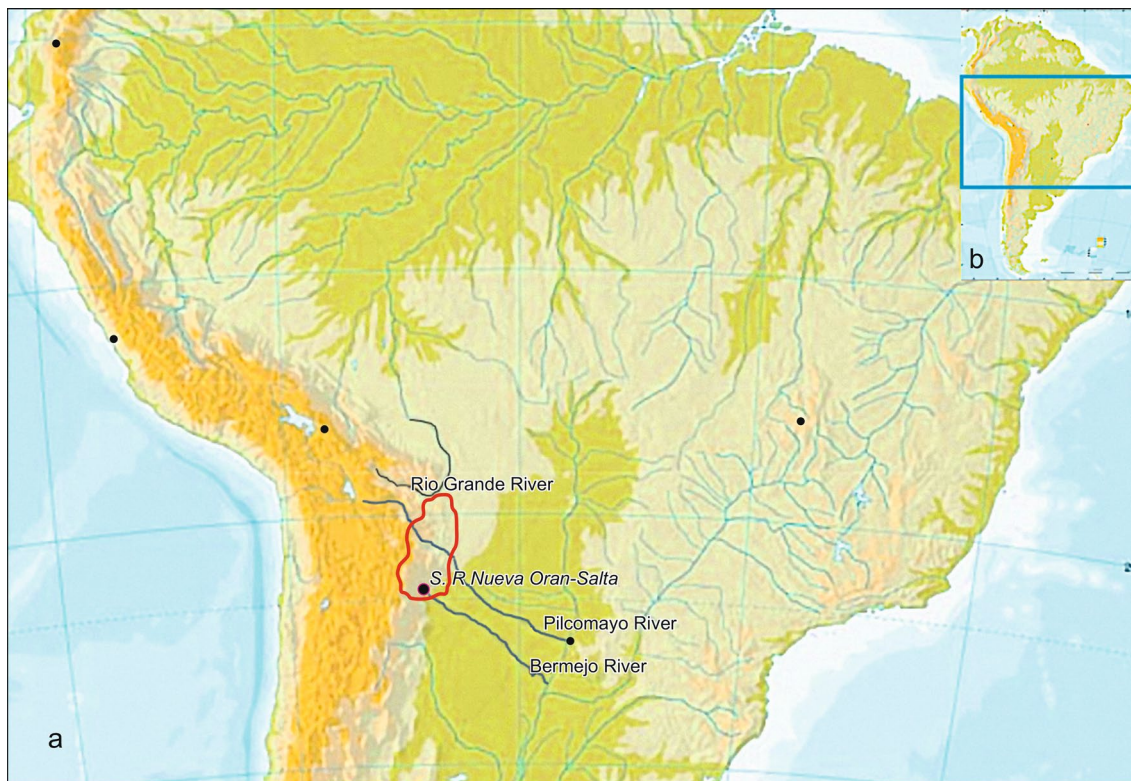 b
Rio Grande River
S. R Nueva Oran-Salta
Pilcomayo River
Bermejo River
a